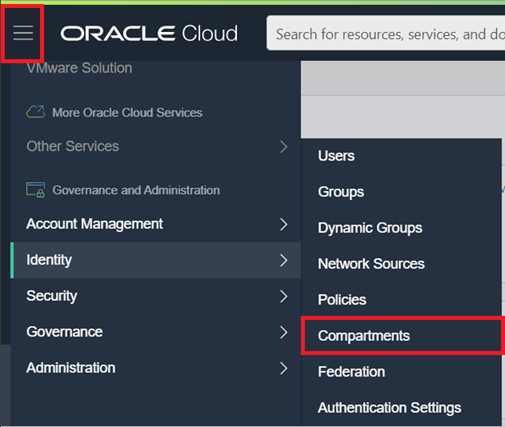 ORACLE Cloud
Search for resources, services, and do
VMware Solution
More Oracle Cloud Services
Other Services
Governance and Administration
Account Management
Identity
Security
Governance
Administration
Users
Groups
Dynamic Groups
Network Sources
Policies
Compartments
Federation
Authentication Settings